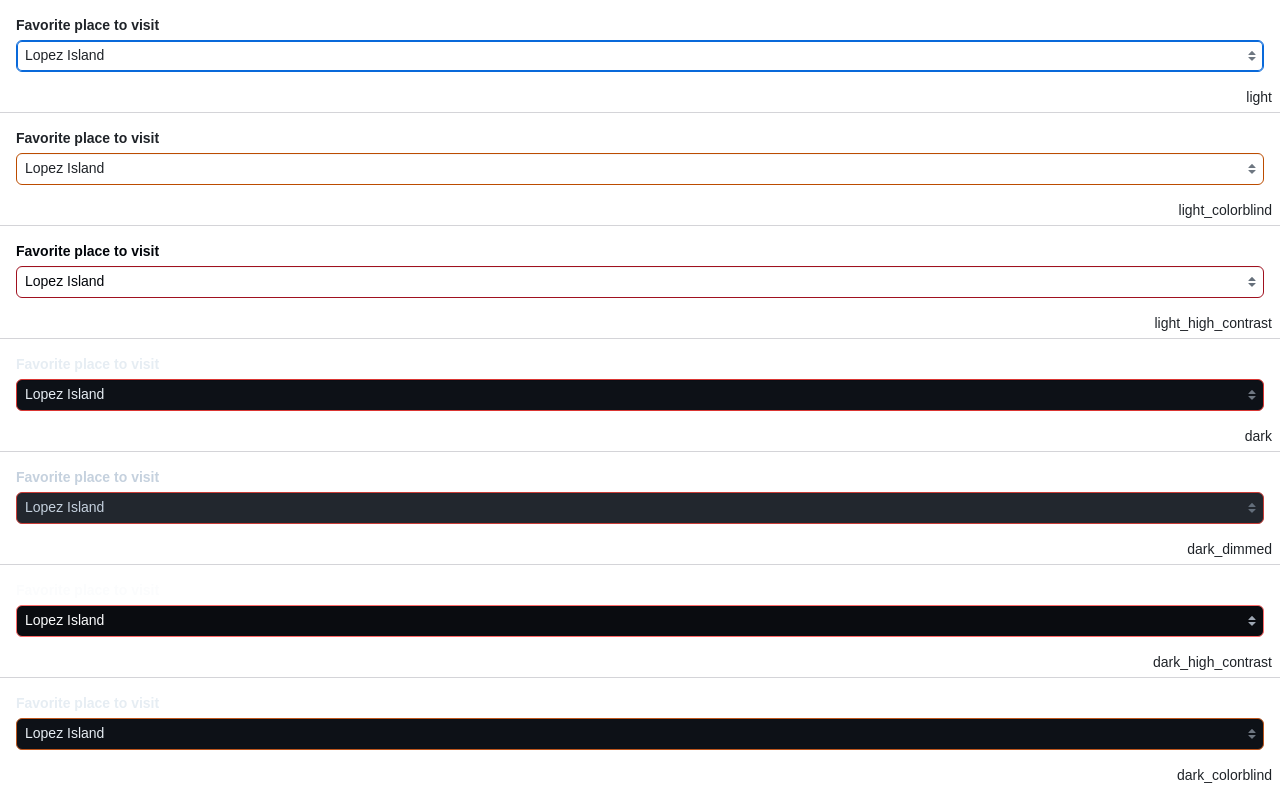 Favorite place to visit
Lopez Island
light
Favorite place to visit
Lopez Island
light_colorblind
Favorite place to visit
Lopez Island
light_high_contrast
Favorite place to visit
Lopez Island
dark
Favorite place to visit
Lopez Island
dark_dimmed
Favorite place to visit
Lopez Island
dark_high_contrast
Favorite place to visit
Lopez Island
dark_colorblind